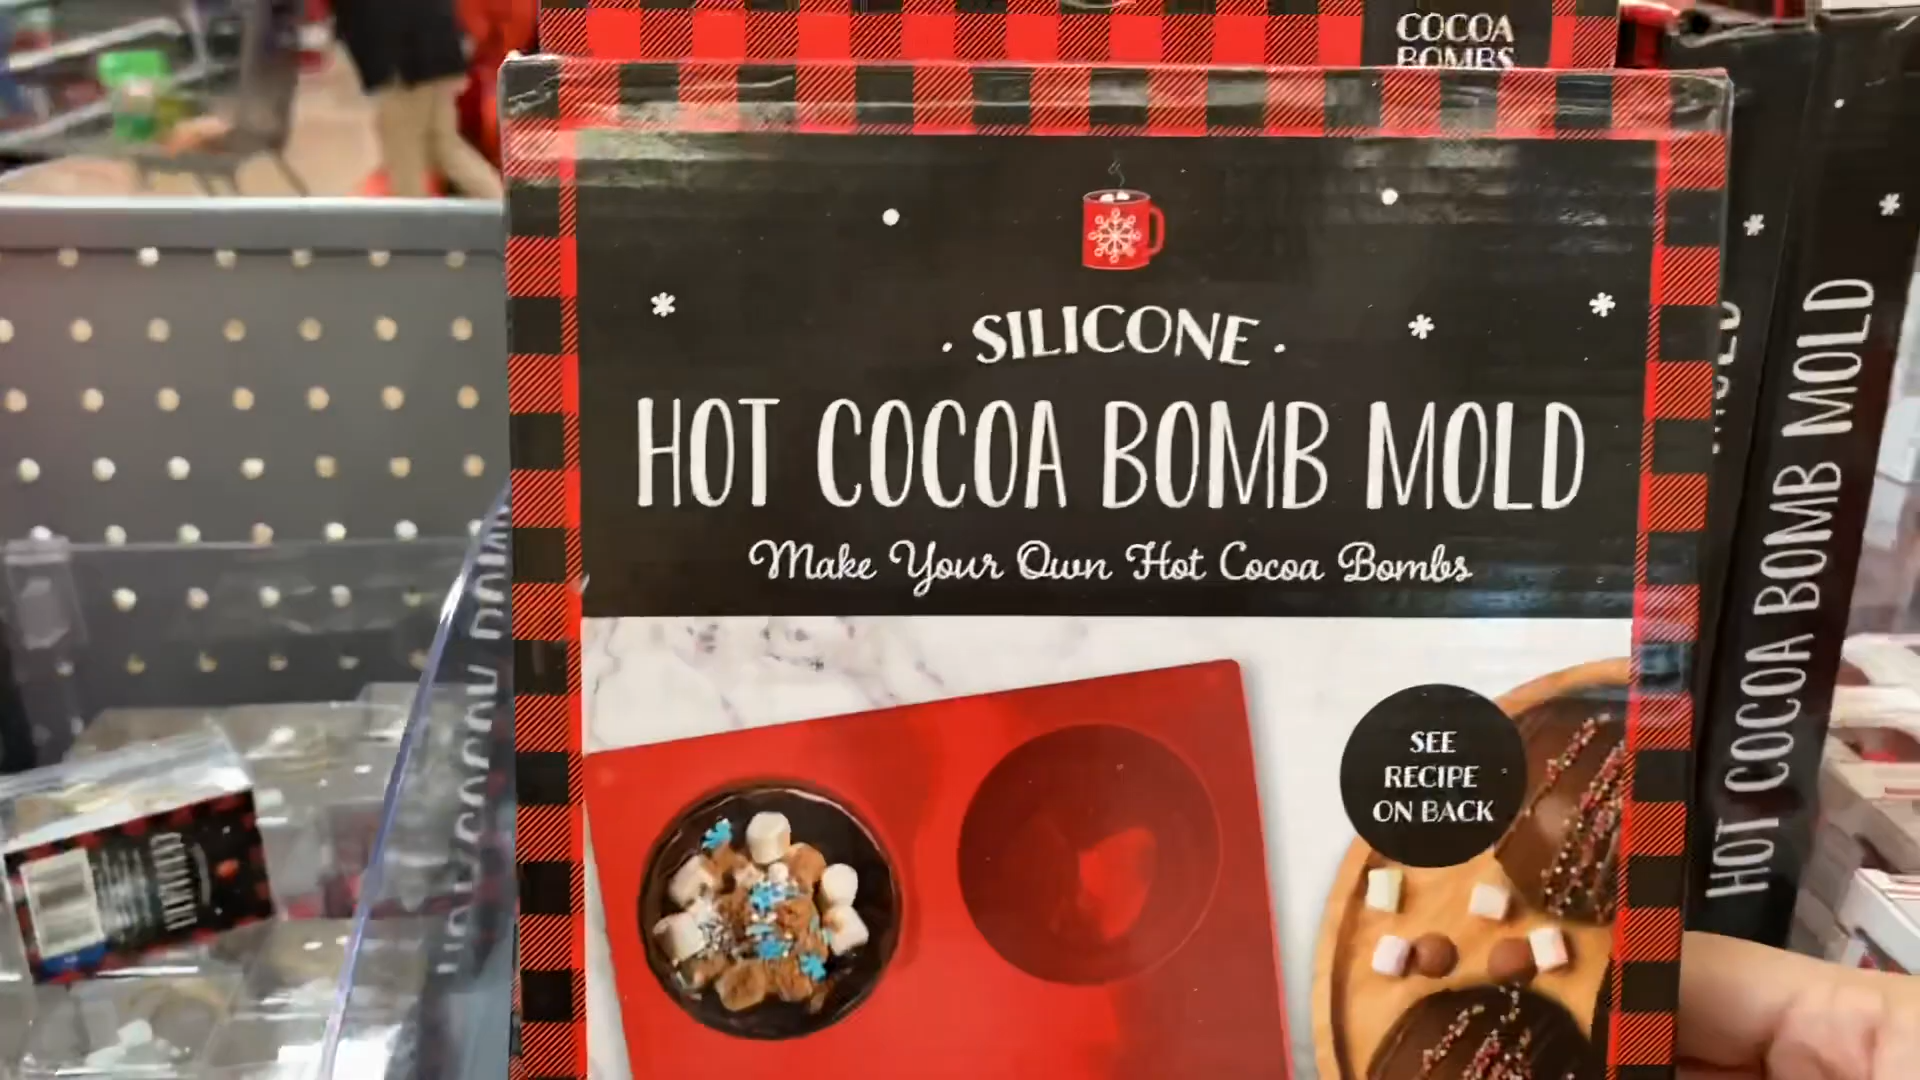 COCOA
BOMBS
· SILICONE ·
HOT COCOA BOMB MOLD
Make Your Own Hot Cocoa Bombs
SEE
RECIPE
ON BACK
HOT COCOA BOMB MOLD
MOLD